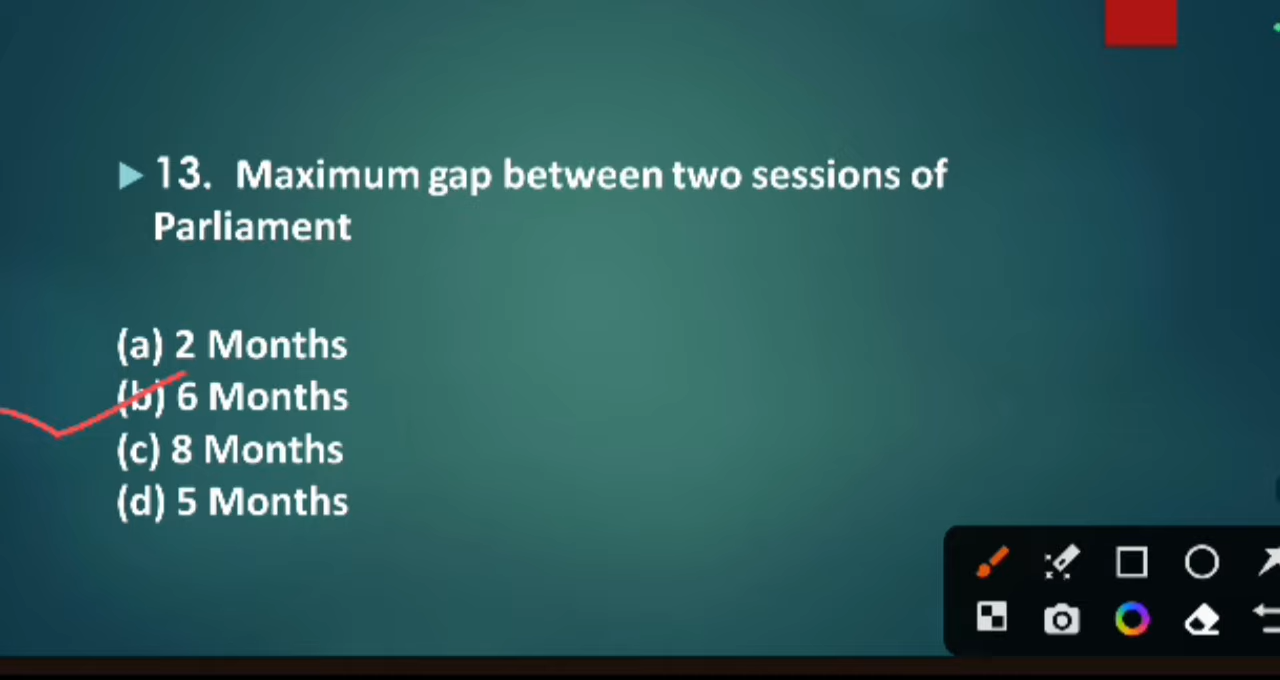 13. Maximum gap between two sessions of
Parliament
(a) 2 Months
(b) 6 Months
(c) 8 Months
(d) 5 Months